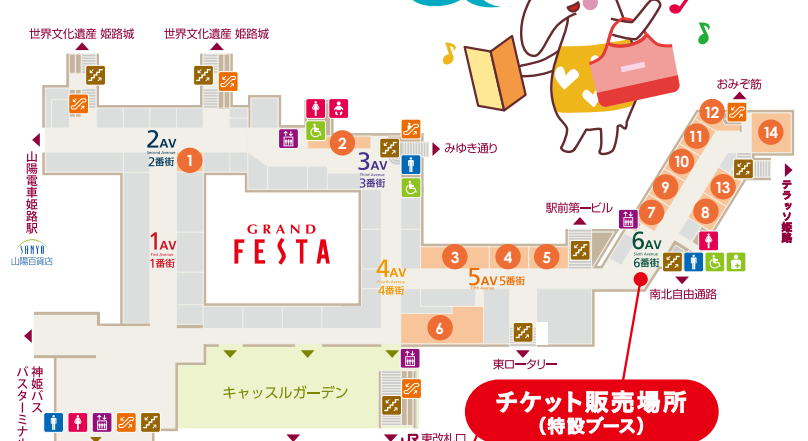 世界文化遺産 姫路城
世界文化遺産 姫路城
おみぞ筋
12
11
14
10
2AV
Second Avenue
2番街
1
2
みゆき通り
3AV
Third Avenue
3番街
山陽電車姫路駅
9
13
7
8
テラッソ姫路
駅前第一ビル
SANYO
山陽百貨店
1AV
First Avenue
1番街
GRAND
FESTA
6AV
Sixth Avenue
6番街
3
4
5
4AV
Fourth Avenue
4番街
5AV 5番街
南北自由通路
6
東ロータリー
神姫バス
バスターミナル
キャッスルガーデン
チケット販売場所
(特設ブース)
JR東改札口